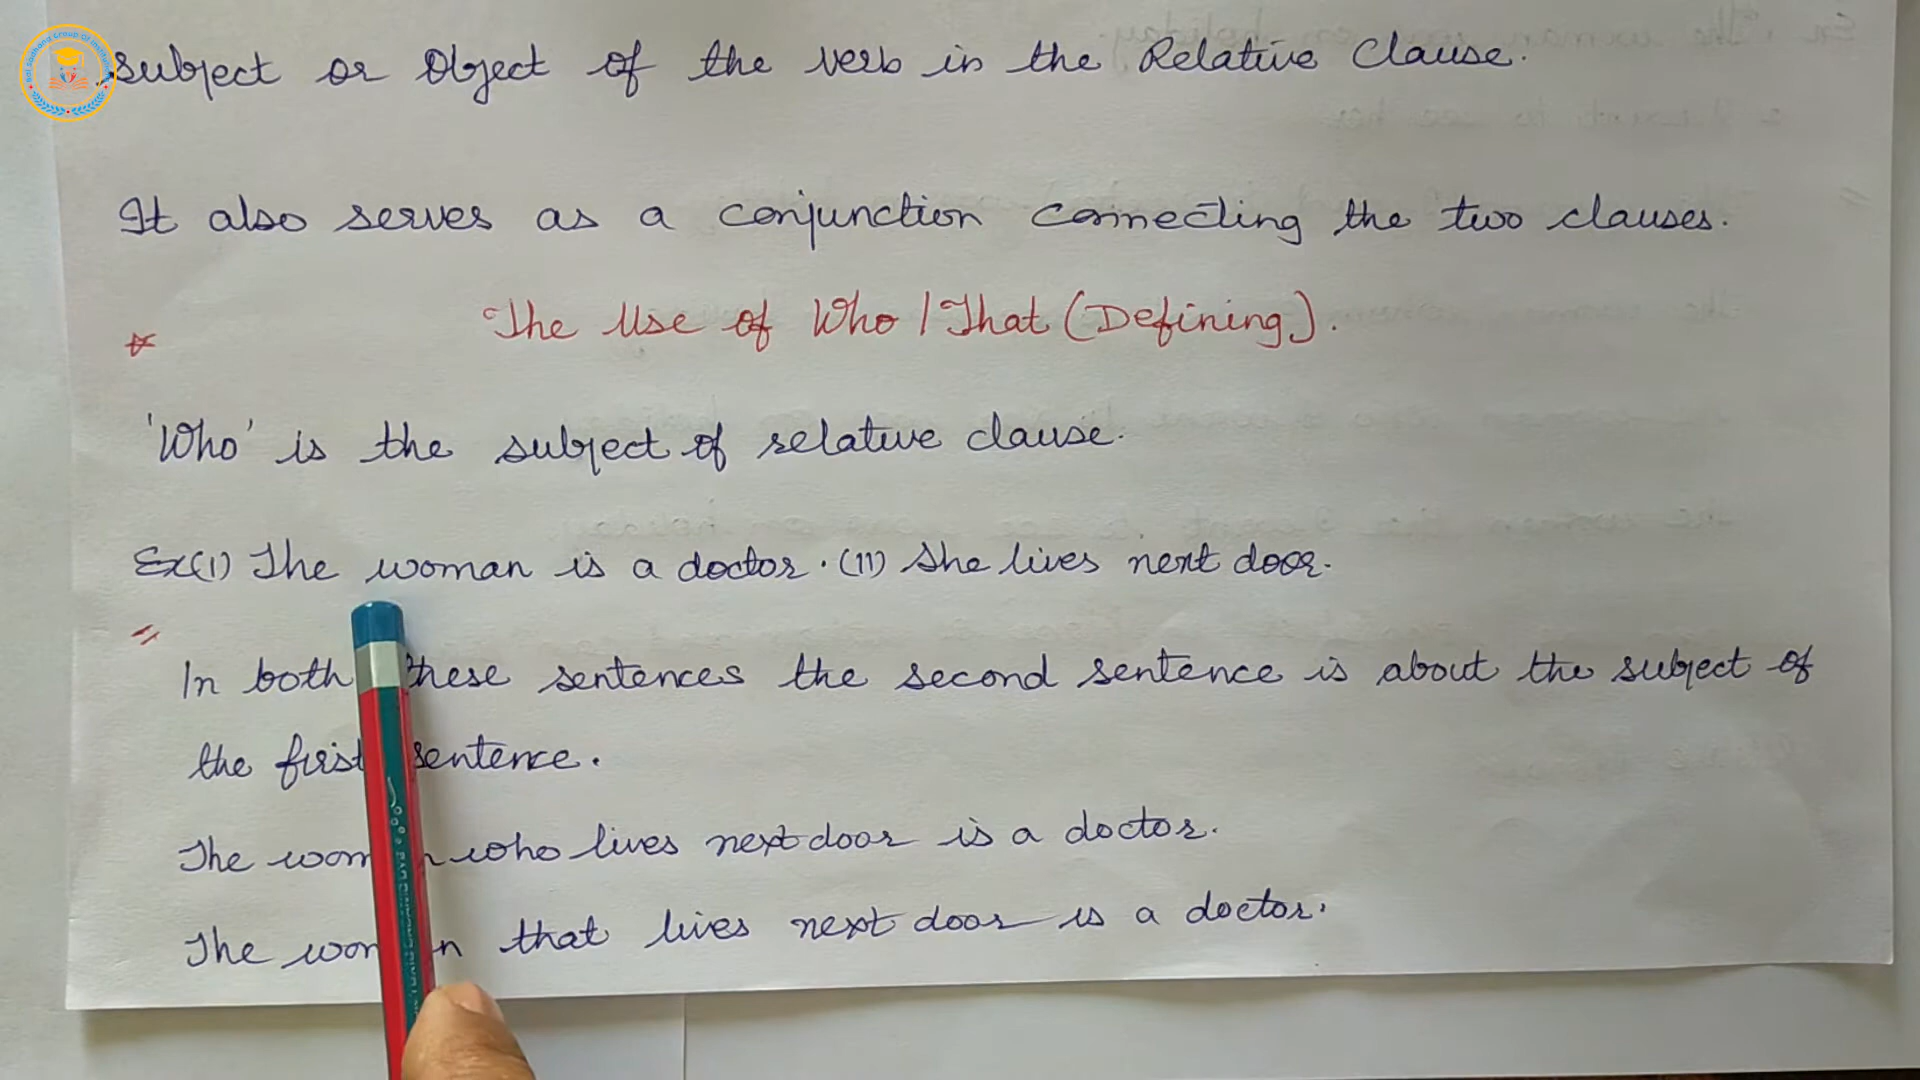 subject or Object of the verb in the Relative Clause.
It also serves as a conjunction connecting the two clauses.
The Use of Who / That (Defining).
'Who' is the subject of relative clause.
Ex(I) The woman is a doctor. (II) She lives next door.
In both these sentences the second sentence is about the subject of
the first sentence.
The woman who lives next door is a doctor.
The woman that lives next door is a doctor.